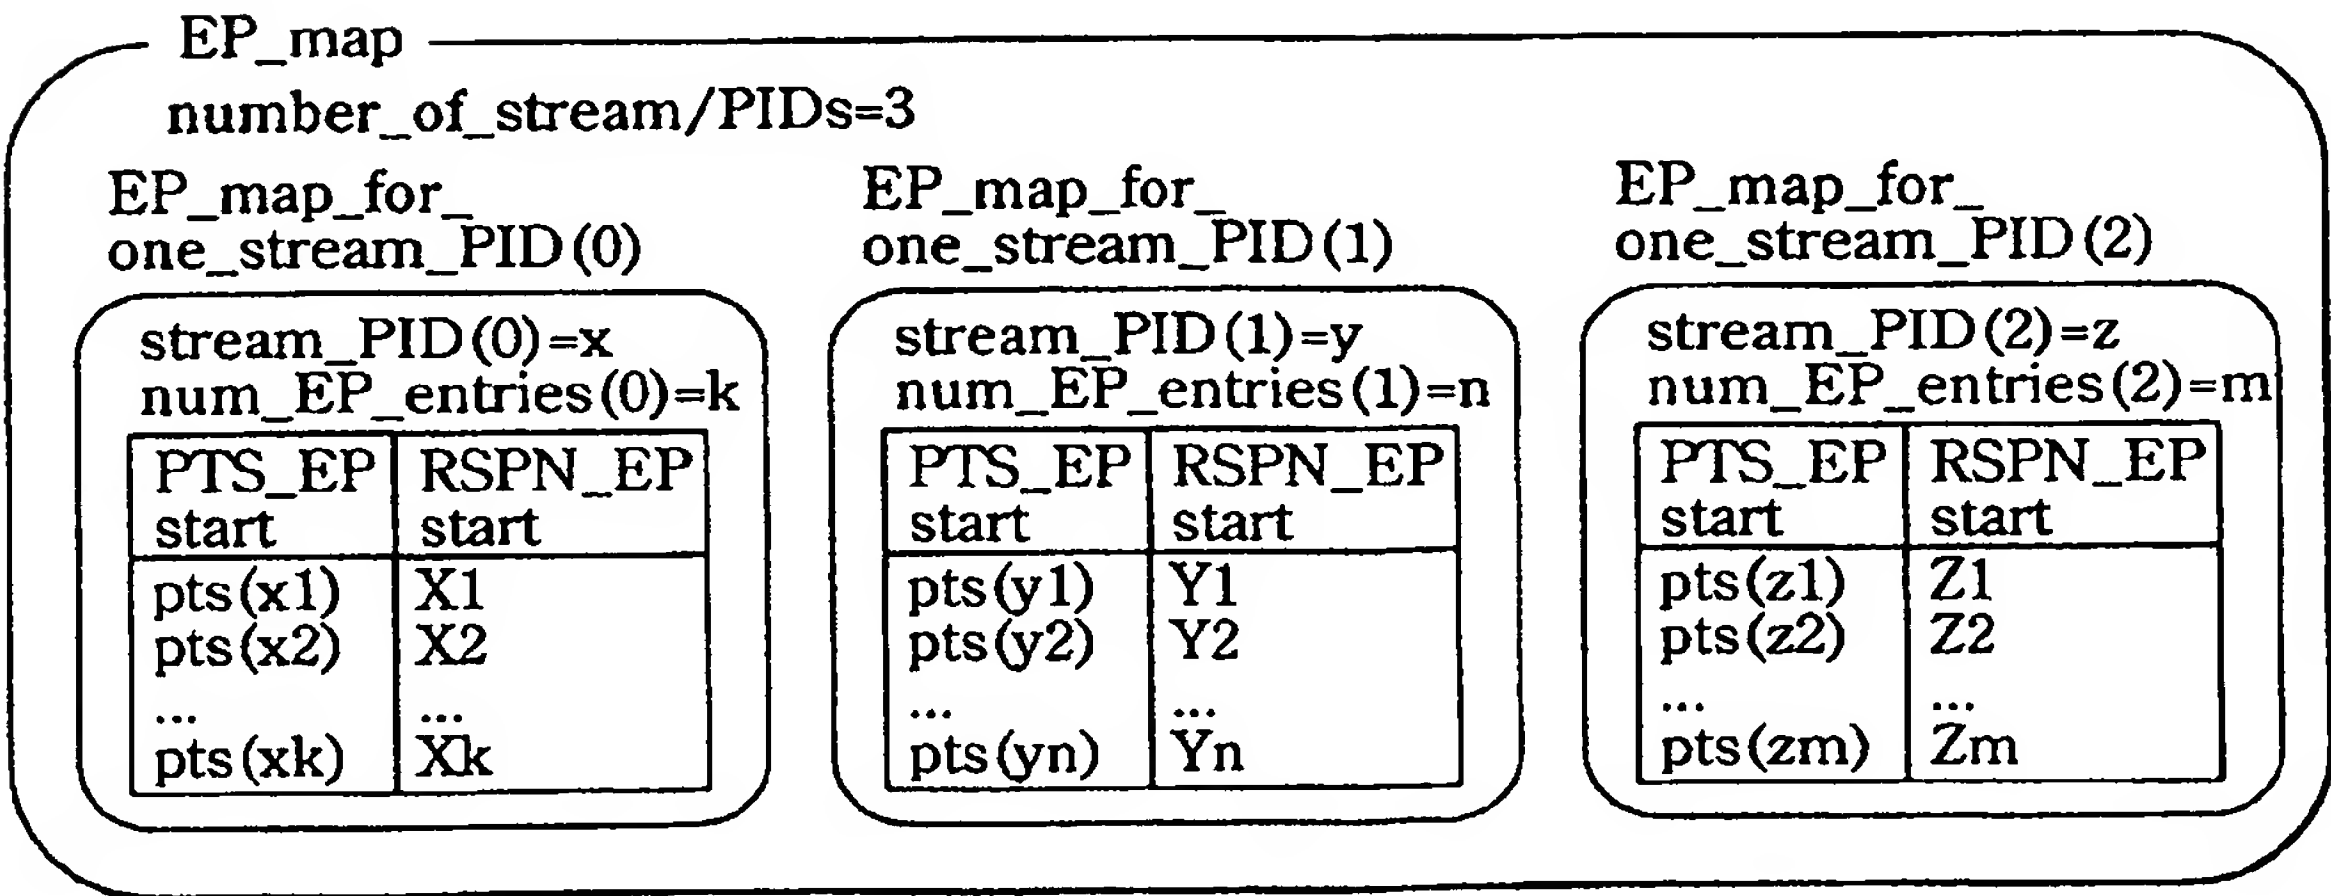 EP_map
number_of_stream/PIDs=3
EP_map_for_
one_stream_PID(0)
stream_PID(0)=x
num_EP_entries(0)=k
PTS_EP RSPN_EP
start start
pts(x1) X1
pts(x2) X2
... ...
pts(xk) Xk
EP_map_for_
one_stream_PID(1)
stream_PID(1)=y
num_EP_entries(1)=n
PTS_EP RSPN_EP
start start
pts(y1) Y1
pts(y2) Y2
... ...
pts(yn) Yn
EP_map_for_
one_stream_PID(2)
stream_PID(2)=z
num_EP_entries(2)=m
PTS_EP RSPN_EP
start start
pts(z1) Z1
pts(z2) Z2
... ...
pts(zm) Zm